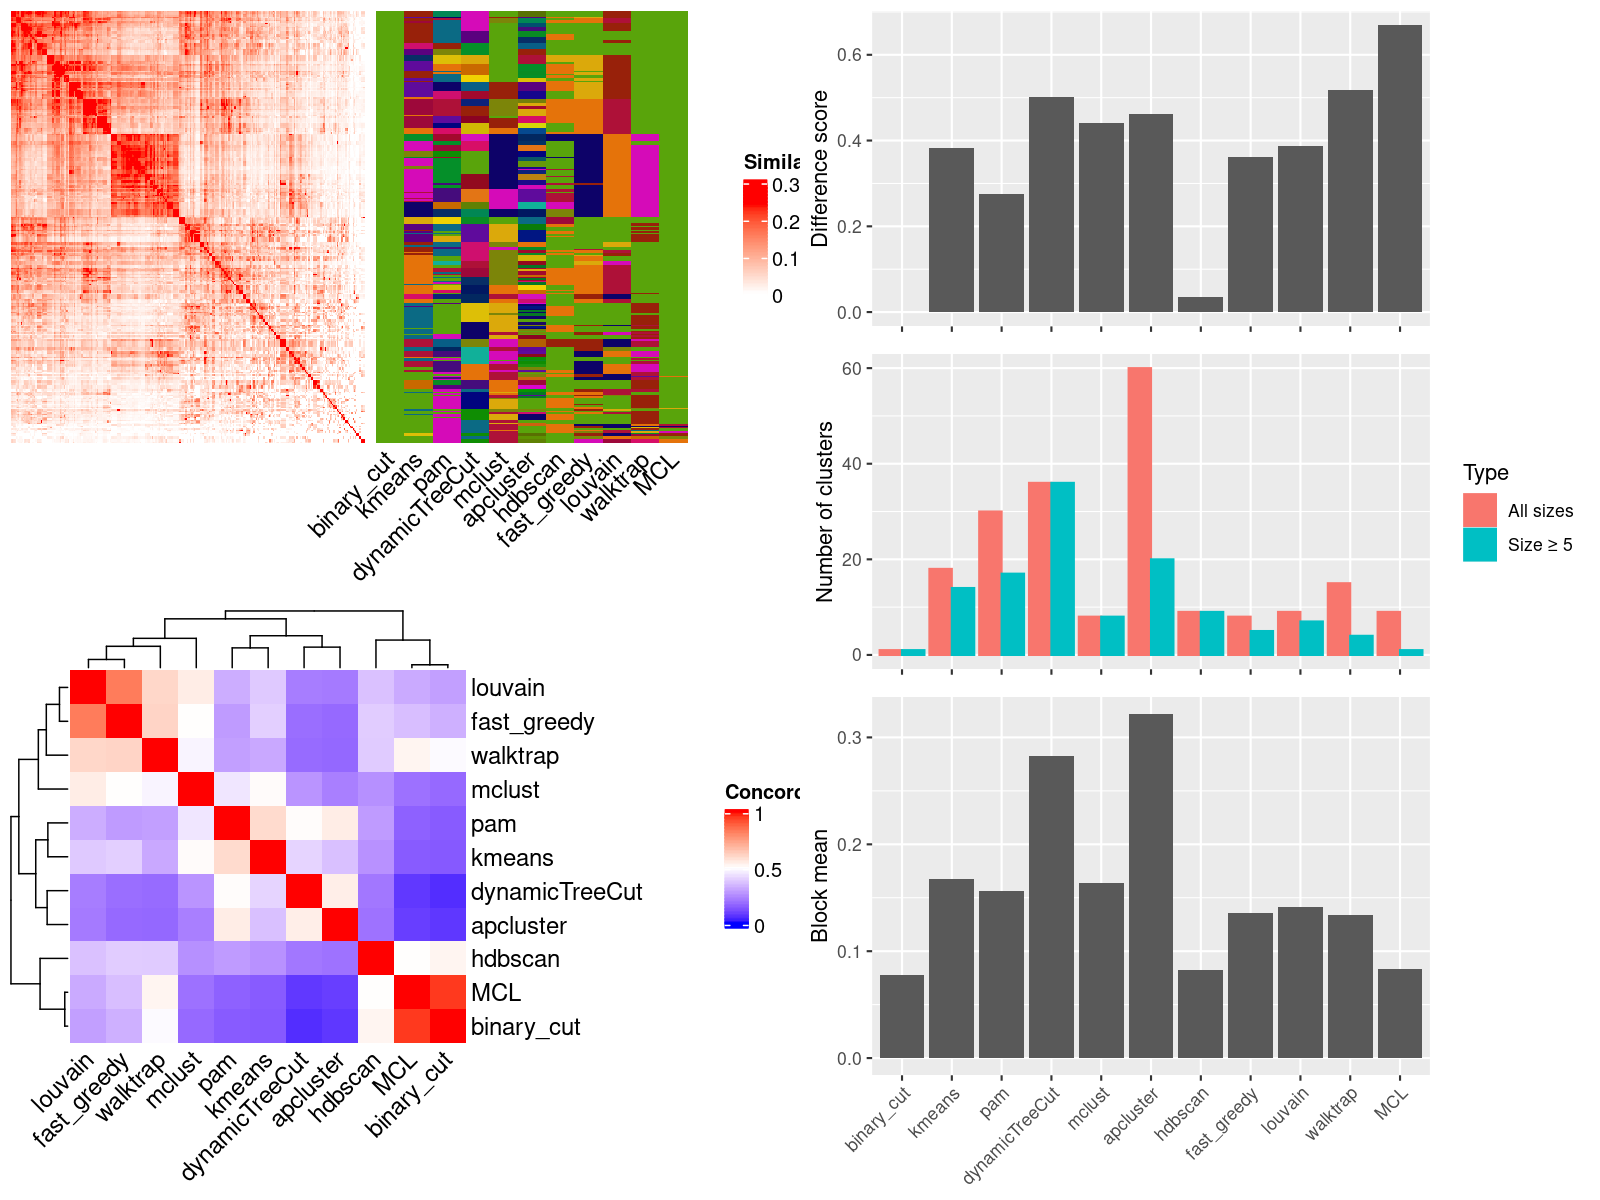 Simila
0.3
0.2
0.1
0
binary_cut
kmeans
pam
dynamicTreeCut
mclust
apcluster
hdbscan
fast_greedy
louvain
walktrap
MCL
Difference score
0.6
0.4
0.2
0.0
Number of clusters
60
40
20
0
Type
All sizes
Size ≥ 5
Block mean
0.3
0.2
0.1
0.0
binary_cut
kmeans
pam
dynamicTreeCut
mclust
apcluster
hdbscan
fast_greedy
louvain
walktrap
MCL
louvain
fast_greedy
walktrap
mclust
pam
kmeans
dynamicTreeCut
apcluster
hdbscan
MCL
binary_cut
Concord
1
0.5
0
louvain
fast_greedy
walktrap
mclust
pam
kmeans
dynamicTreeCut
apcluster
hdbscan
MCL
binary_cut